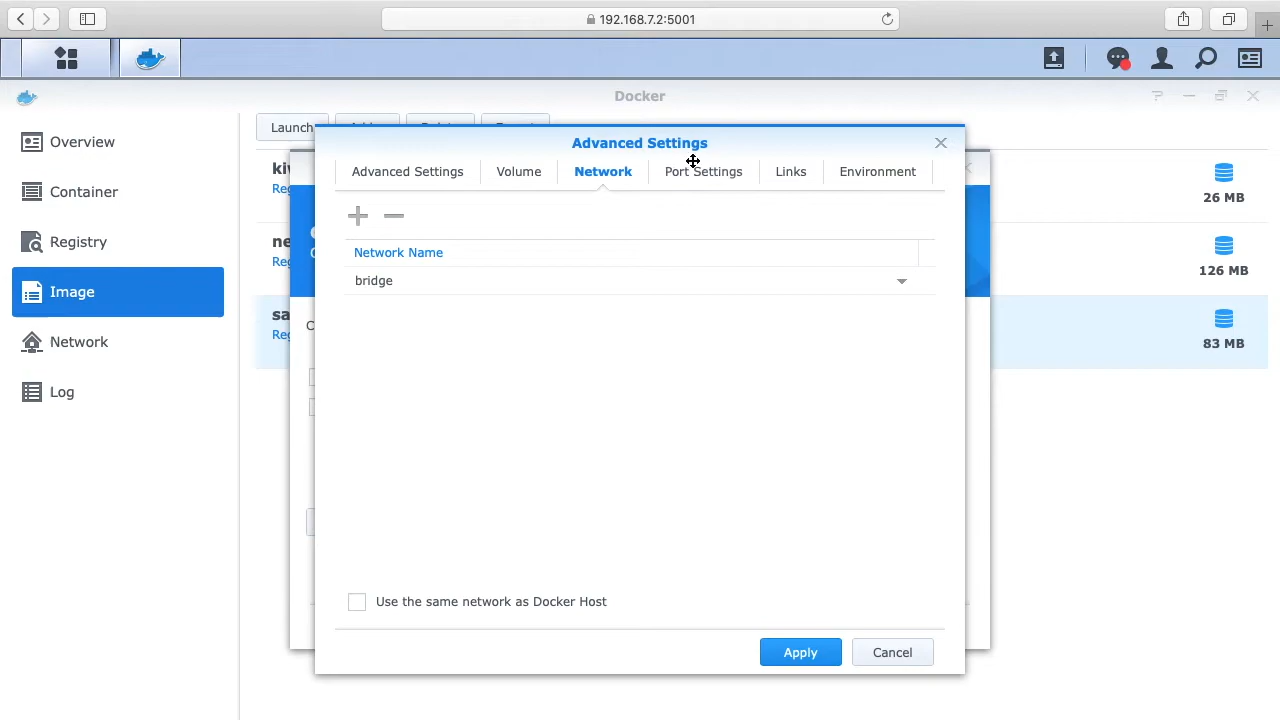 192.168.7.2:5001
Docker
Overview
Container
Registry
Image
Network
Log
Launch
26 MB
126 MB
83 MB
Advanced Settings
Advanced Settings
Volume
Network
Port Settings
Links
Environment
Network Name
bridge
Use the same network as Docker Host
Apply
Cancel